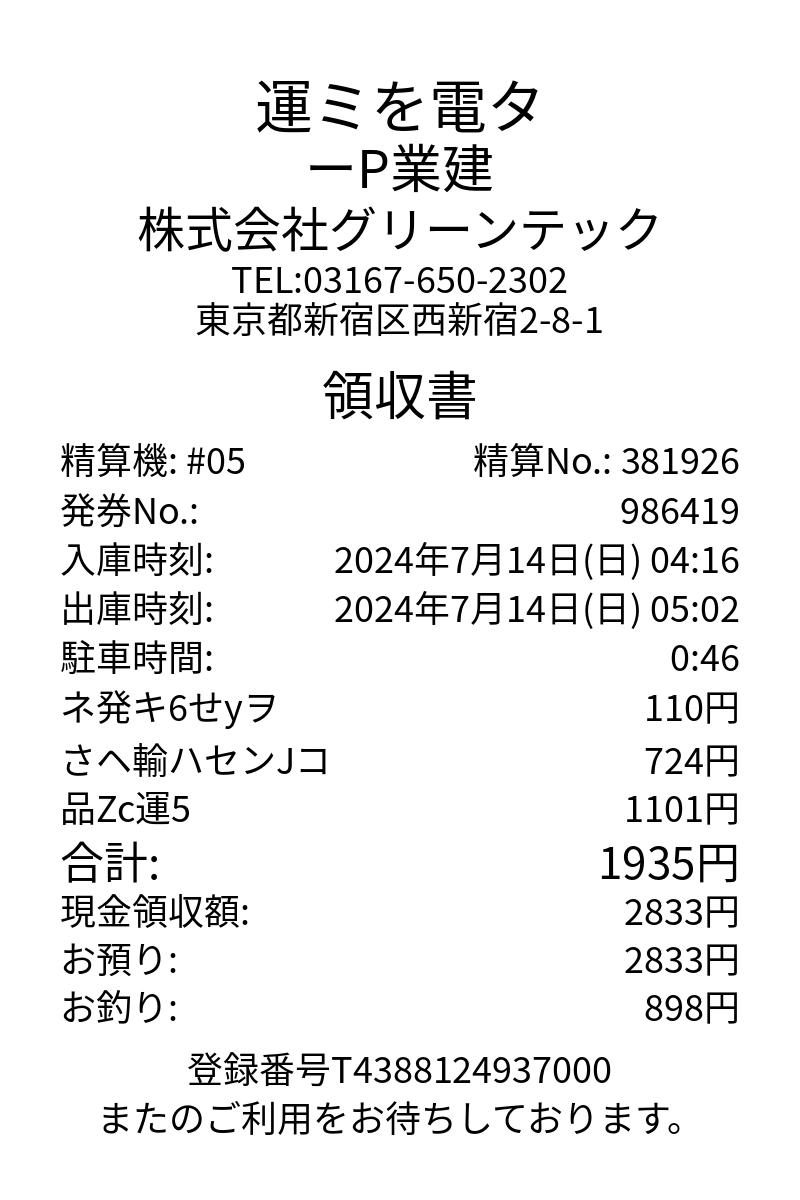 運ミを電タ
ーP業建
株式会社グリーンテック
TEL:03167-650-2302
東京都新宿区西新宿2-8-1
領収書
精算機: #05 精算No.: 381926
発券No.: 986419
入庫時刻: 2024年7月14日(日) 04:16
出庫時刻: 2024年7月14日(日) 05:02
駐車時間: 0:46
ネ発キ6せyヲ 110円
さヘ輸ハセンJコ 724円
品Zc運5 1101円
合計: 1935円
現金領収額: 2833円
お預り: 2833円
お釣り: 898円
登録番号T4388124937000
またのご利用をお待ちしております。